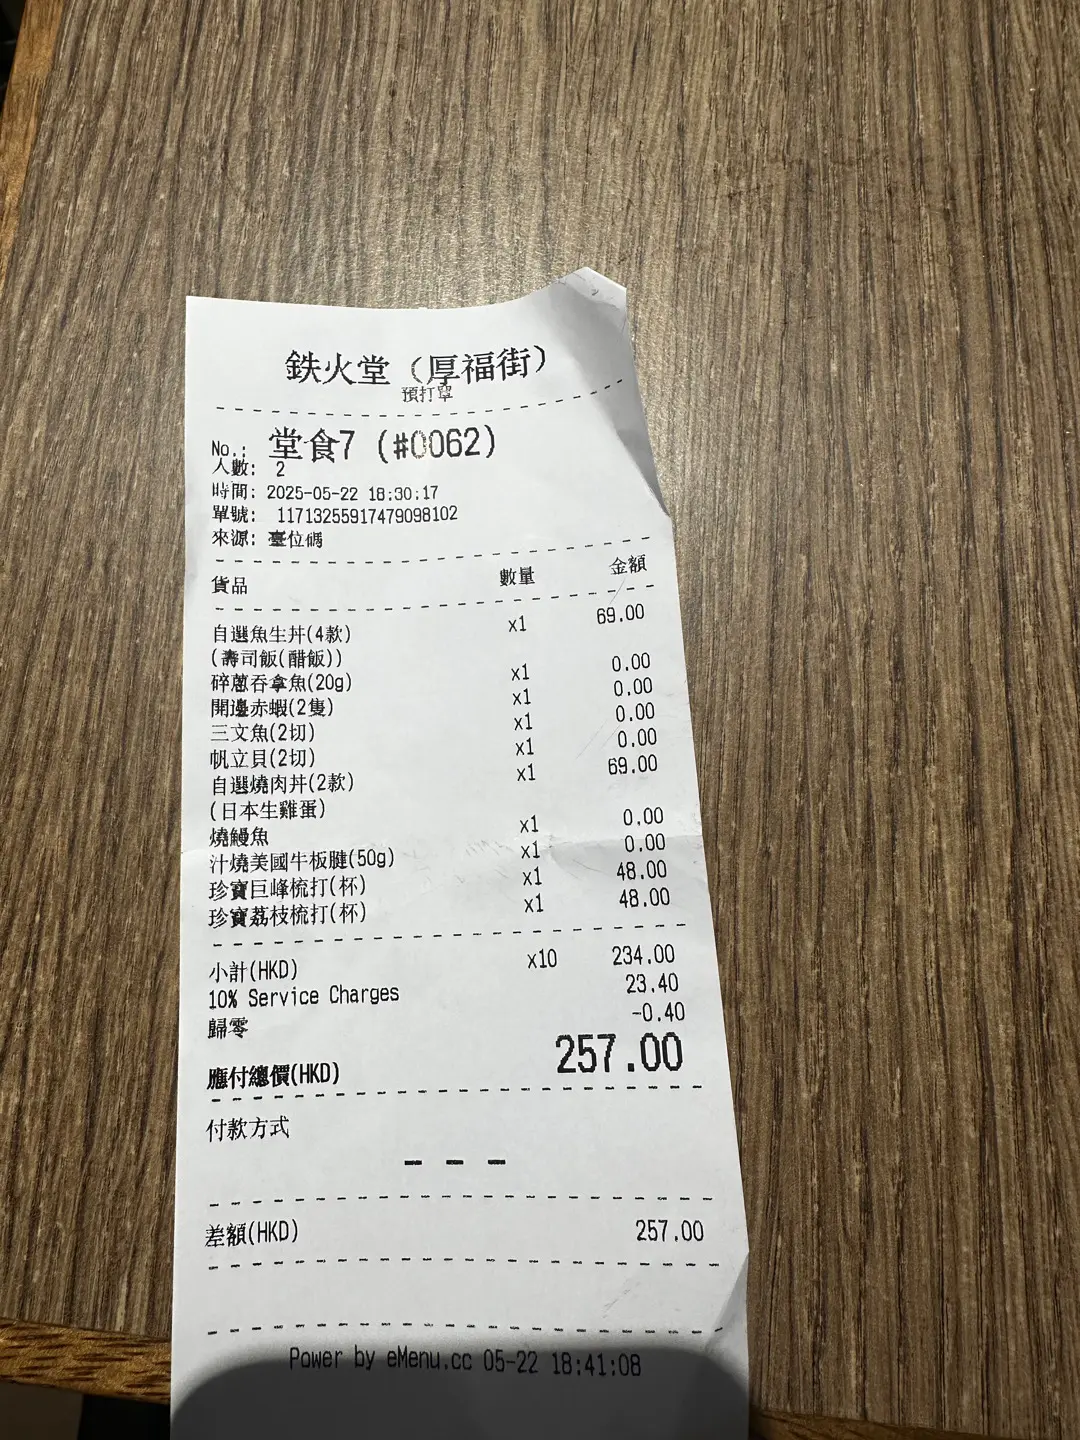 鉄火堂（厚福街）
預打單
No.: 堂食7 (#0062)
人數: 2
時間: 2025-05-22 18:30:17
單號: 11713255917479098102
來源: 臺位碼
貨品 數量 金額
自選魚生丼(4款) x1 69.00
(壽司飯(醋飯))
碎蔥吞拿魚(20g) x1 0.00
開邊赤蝦(2隻) x1 0.00
三文魚(2切) x1 0.00
帆立貝(2切) x1 0.00
自選燒肉丼(2款) x1 69.00
(日本生雞蛋)
燒鰻魚 x1 0.00
汁燒美國牛板腱(50g) x1 0.00
珍寶巨峰梳打(杯) x1 48.00
珍寶荔枝梳打(杯) x1 48.00
小計(HKD) x10 234.00
10% Service Charges 23.40
歸零 -0.40
應付總價(HKD) 257.00
付款方式
---
差額(HKD) 257.00
Power by eMenu.cc 05-22 18:41:08